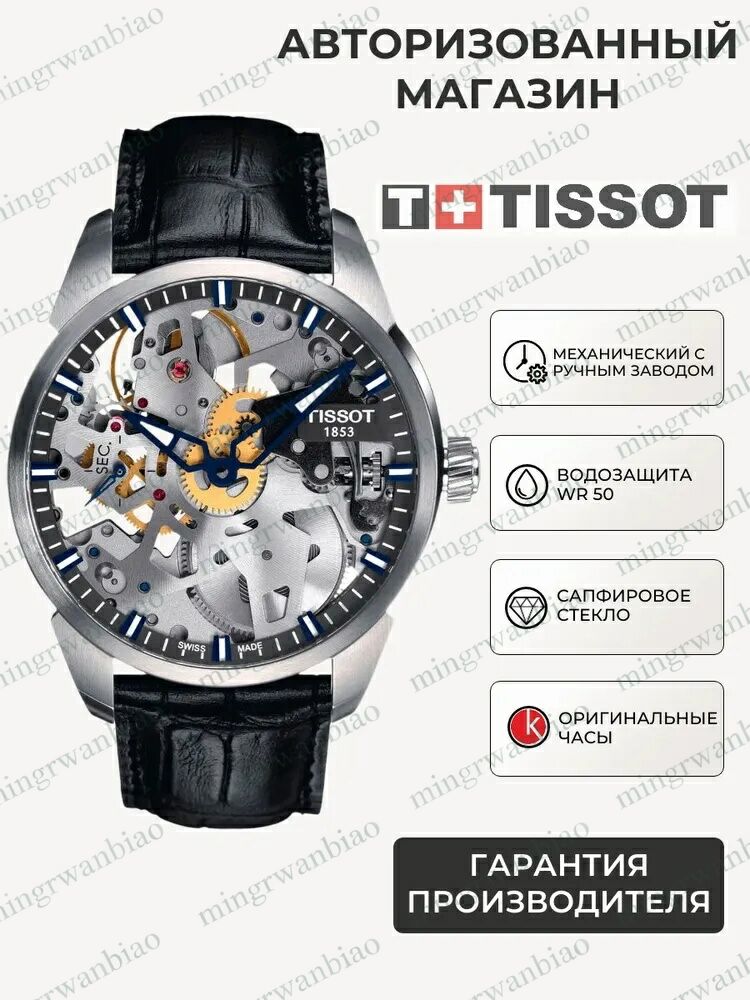 АВТОРИЗОВАННЫЙ
МАГАЗИН
T+TISSOT
МЕХАНИЧЕСКИЙ С
РУЧНЫМ ЗАВОДОМ
ВОДОЗАЩИТА
WR 50
САПФИРОВОЕ
СТЕКЛО
k
ОРИГИНАЛЬНЫЕ
ЧАСЫ
ГАРАНТИЯ
ПРОИЗВОДИТЕЛЯ
TISSOT
1853
SEC.
SWISS MADE
mingrwanbiao